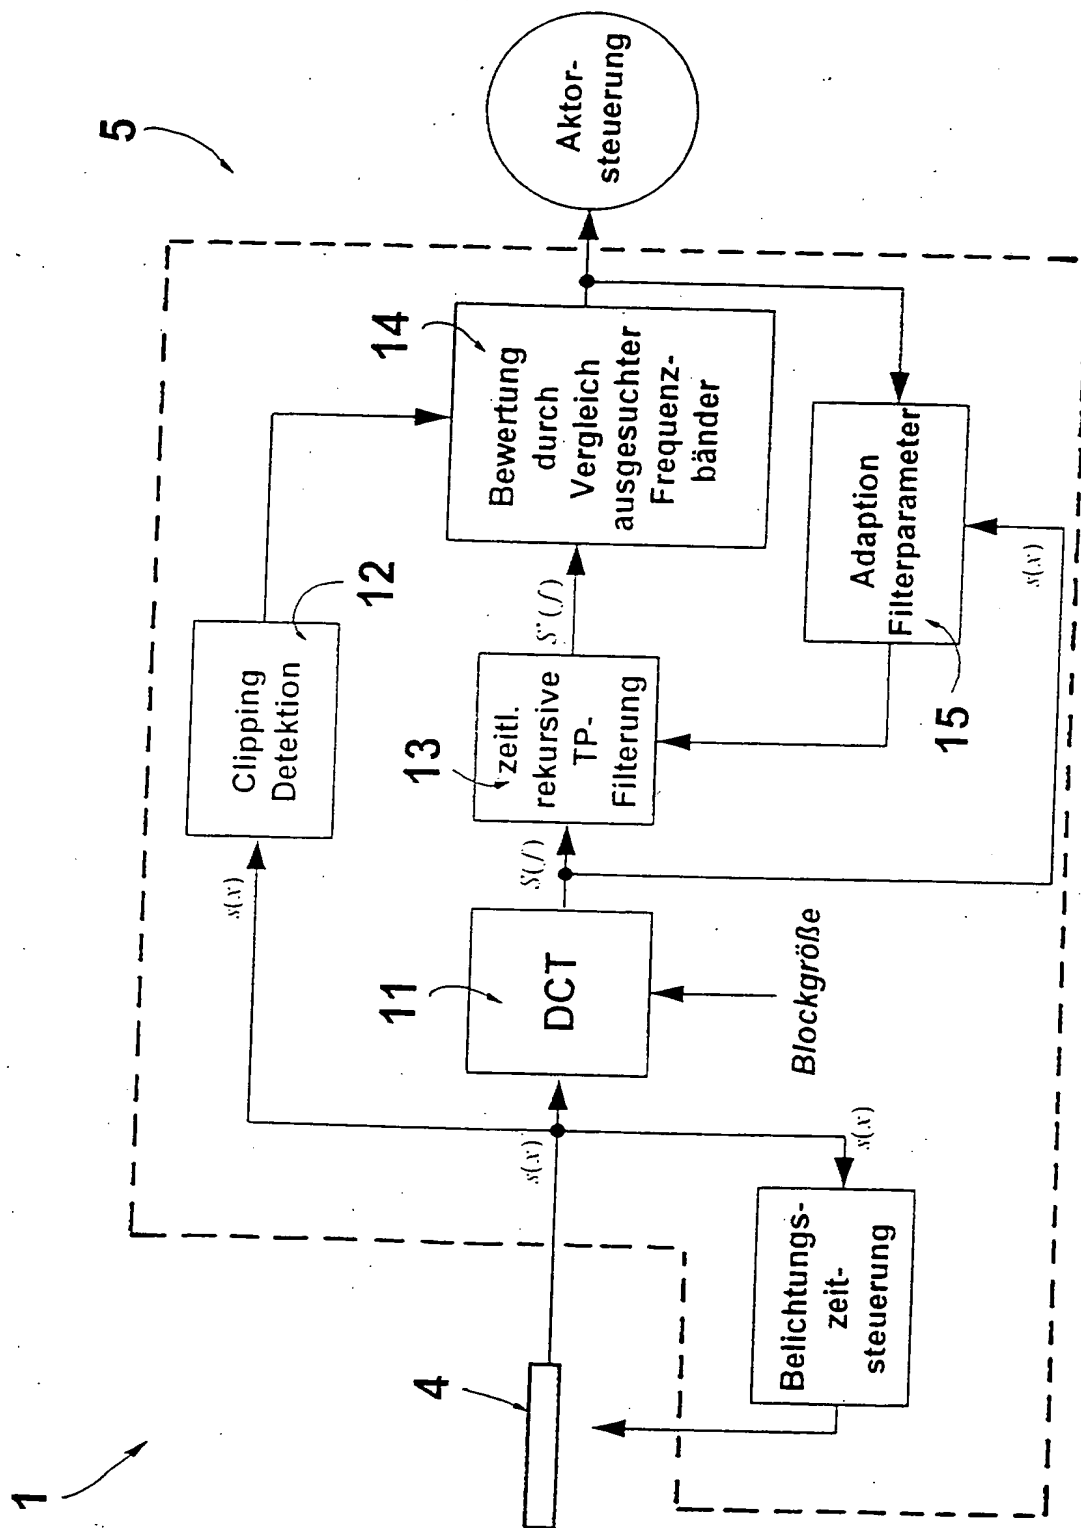 1
5
4
s(x)
s(x)
Clipping
Detektion
12
11
DCT
Blockgröße
s(x)
Belichtungs-
zeit-
steuerung
S(f)
13
zeitl.
rekursive
TP-
Filterung
S*(f)
14
Bewertung
durch
Vergleich
ausgesuchter
Frequenz-
bänder
Adaption
Filterparameter
15
s(x)
Aktor-
steuerung